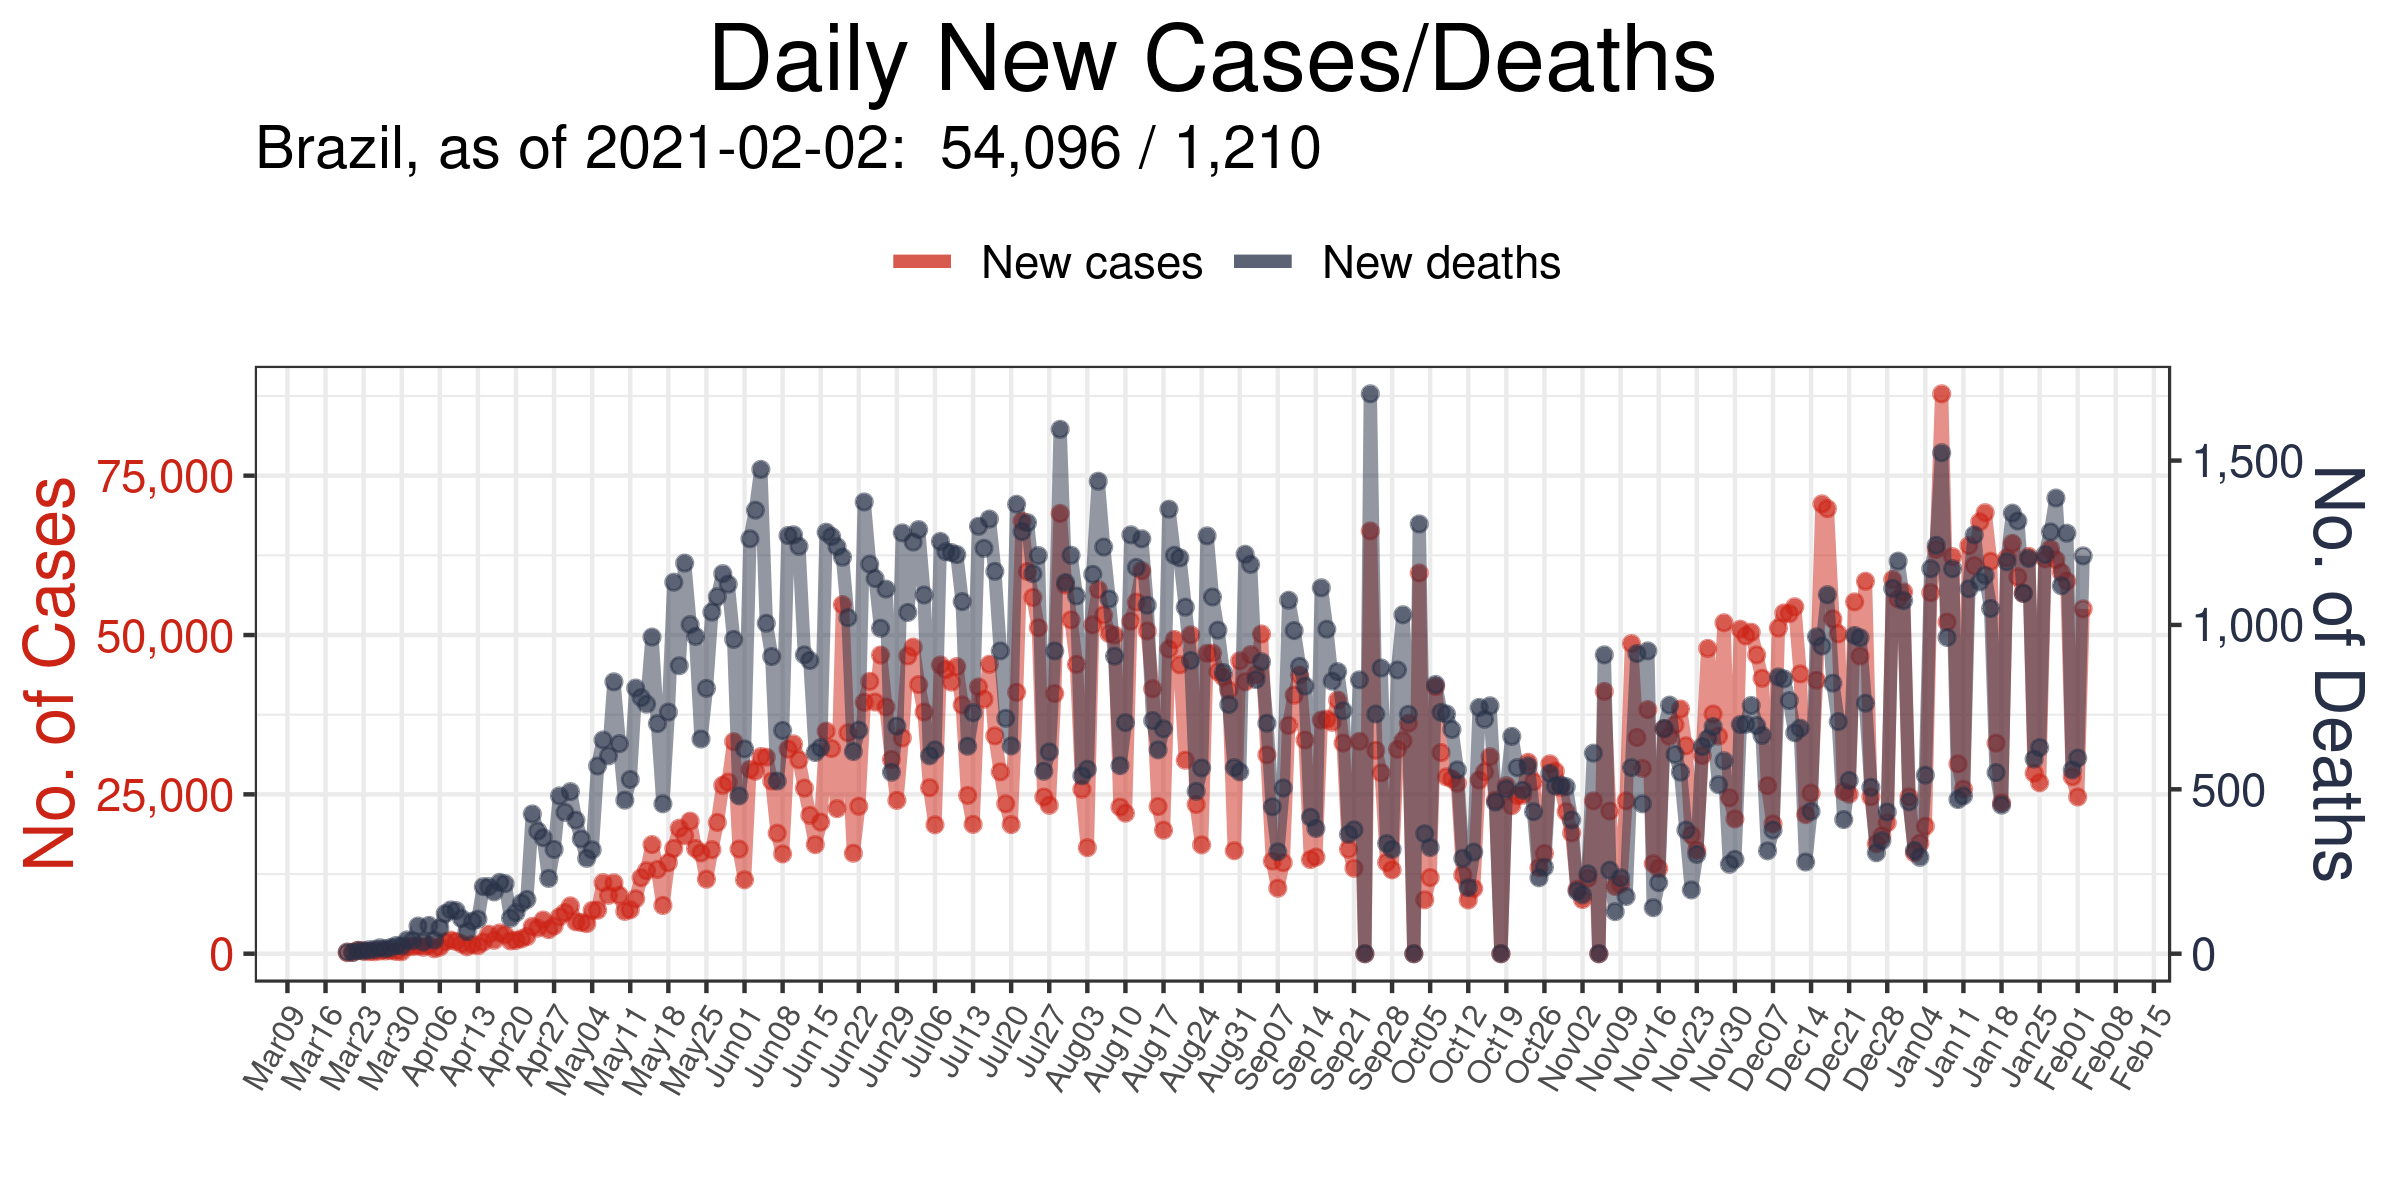 Daily New Cases/Deaths
Brazil, as of 2021-02-02:  54,096 / 1,210
New cases New deaths
No. of Cases
75,000
50,000
25,000
0
1,500
1,000
500
0
No. of Deaths
Mar09 Mar16 Mar23 Mar30 Apr06 Apr13 Apr20 Apr27 May04 May11 May18 May25 Jun01 Jun08 Jun15 Jun22 Jun29 Jul06 Jul13 Jul20 Jul27 Aug03 Aug10 Aug17 Aug24 Aug31 Sep07 Sep14 Sep21 Sep28 Oct05 Oct12 Oct19 Oct26 Nov02 Nov09 Nov16 Nov23 Nov30 Dec07 Dec14 Dec21 Dec28 Dec04 Jan11 Jan18 Jan25 Feb01 Feb08 Feb15